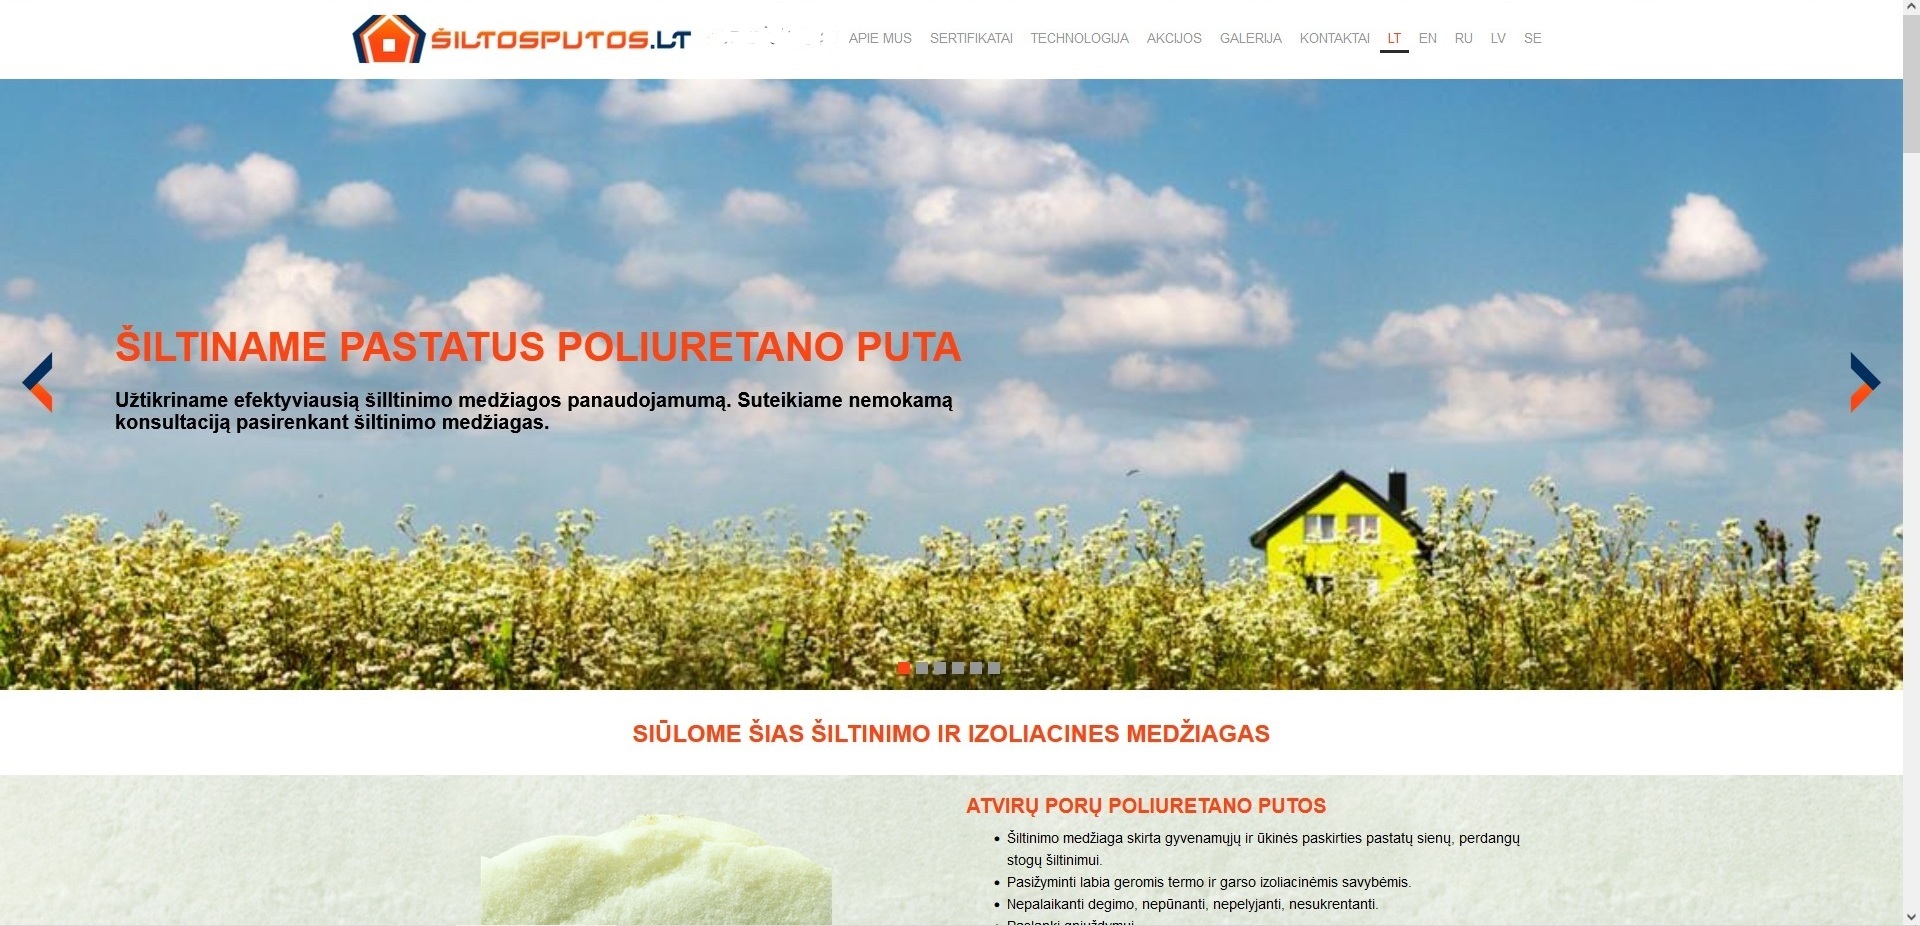 ŠILTOSPUTOS.LT
APIE MUS SERTIFIKATAI TECHNOLOGIJA AKCIJOS GALERIJA KONTAKTAI LT EN RU LV SE
ŠILTINAME PASTATUS POLIURETANO PUTA
Užtikriname efektyviausią šilltinimo medžiagos panaudojamumą. Suteikiame nemokamą
konsultaciją pasirenkant šiltinimo medžiagas.
SIŪLOME ŠIAS ŠILTINIMO IR IZOLIACINES MEDŽIAGAS
ATVIRŲ PORŲ POLIURETANO PUTOS
• Šiltinimo medžiaga skirta gyvenamųjų ir ūkinės paskirties pastatų sienų, perdangų
stogų šiltinimui.
• Pasižyminti labia geromis termo ir garso izoliacinėmis savybėmis.
• Nepalaikanti degimo, nepūnanti, nepelyjanti, nesukrentanti.